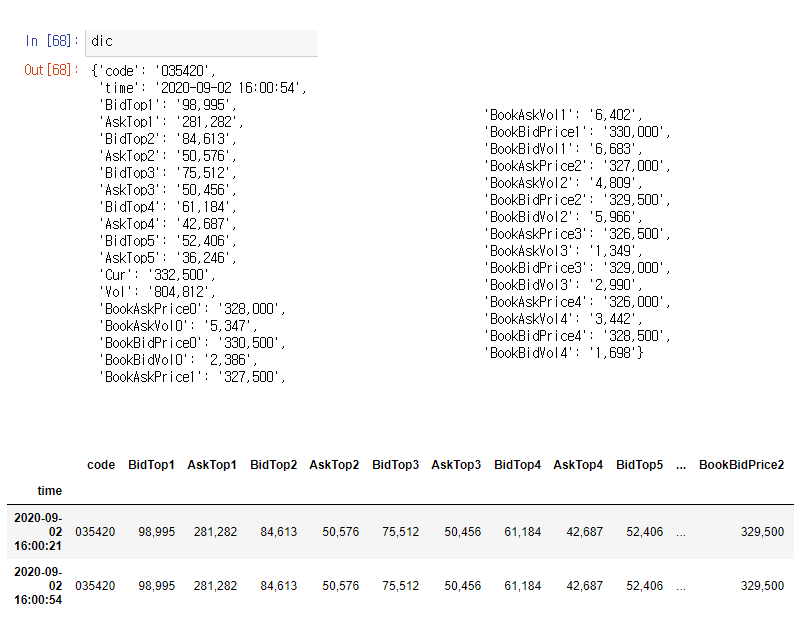 In [68]: dic
Out[68]: {'code': '035420',
'time': '2020-09-02 16:00:54',
'BidTop1': '98,995',
'AskTop1': '281,282',
'BidTop2': '84,613',
'AskTop2': '50,576',
'BidTop3': '75,512',
'AskTop3': '50,456',
'BidTop4': '61,184',
'AskTop4': '42,687',
'BidTop5': '52,406',
'AskTop5': '36,246',
'Cur': '332,500',
'Vol': '804,812',
'BookAskPrice0': '328,000',
'BookAskVol0': '5,347',
'BookBidPrice0': '330,500',
'BookBidVol0': '2,386',
'BookAskPrice1': '327,500',
'BookAskVol1': '6,402',
'BookBidPrice1': '330,000',
'BookBidVol1': '6,683',
'BookAskPrice2': '327,000',
'BookAskVol2': '4,809',
'BookBidPrice2': '329,500',
'BookBidVol2': '5,966',
'BookAskPrice3': '326,500',
'BookAskVol3': '1,349',
'BookBidPrice3': '329,000',
'BookBidVol3': '2,990',
'BookAskPrice4': '326,000',
'BookAskVol4': '3,442',
'BookBidPrice4': '328,500',
'BookBidVol4': '1,698'}
code BidTop1 AskTop1 BidTop2 AskTop2 BidTop3 AskTop3 BidTop4 AskTop4 BidTop5 ... BookBidPrice2
time
2020-09-
02 035420 98,995 281,282 84,613 50,576 75,512 50,456 61,184 42,687 52,406 ... 329,500
16:00:21
2020-09-
02 035420 98,995 281,282 84,613 50,576 75,512 50,456 61,184 42,687 52,406 ... 329,500
16:00:54